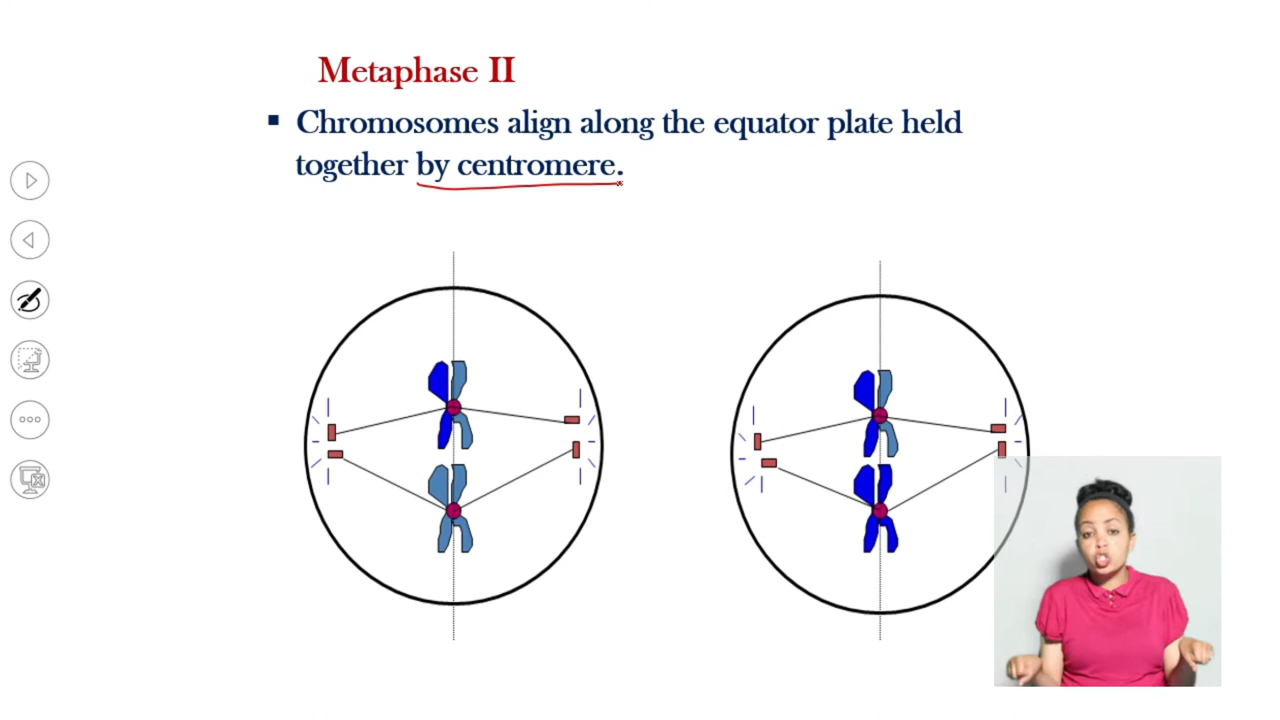 Metaphase II
▪ Chromosomes align along the equator plate held
together by centromere.